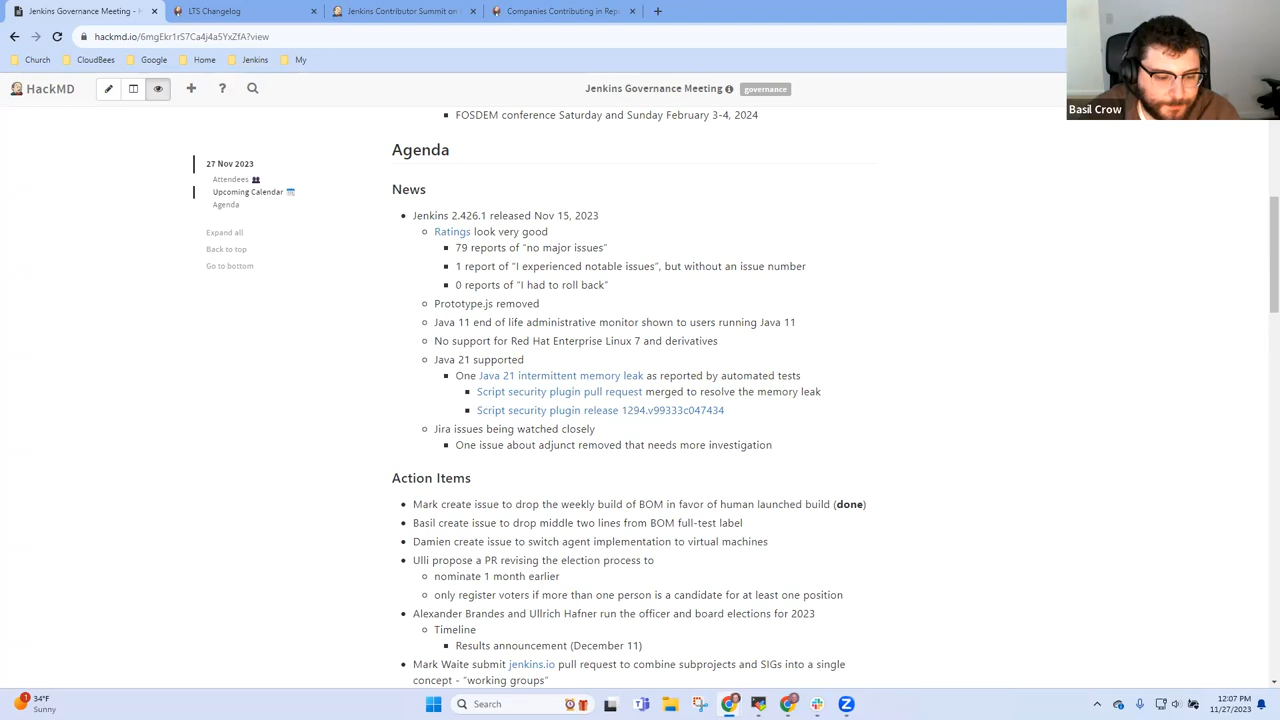 Jenkins Governance Meeting -
LTS Changelog
Jenkins Contributor Summit on
Companies Contributing in Rep
hackmd.io/6mgEkr1rS7Ca4j4a5YxZfA?view
Church
CloudBees
Google
Home
Jenkins
My
HackMD
Jenkins Governance Meeting
governance
Basil Crow
FOSDEM conference Saturday and Sunday February 3-4, 2024
27 Nov 2023
Attendees
Upcoming Calendar
Agenda
Expand all
Back to top
Go to bottom
Agenda
News
Jenkins 2.426.1 released Nov 15, 2023
Ratings look very good
79 reports of “no major issues”
1 report of “I experienced notable issues”, but without an issue number
0 reports of “I had to roll back”
Prototype.js removed
Java 11 end of life administrative monitor shown to users running Java 11
No support for Red Hat Enterprise Linux 7 and derivatives
Java 21 supported
One Java 21 intermittent memory leak as reported by automated tests
Script security plugin pull request merged to resolve the memory leak
Script security plugin release 1294.v99333c047434
Jira issues being watched closely
One issue about adjunct removed that needs more investigation
Action Items
Mark create issue to drop the weekly build of BOM in favor of human launched build (done)
Basil create issue to drop middle two lines from BOM full-test label
Damien create issue to switch agent implementation to virtual machines
Ulli propose a PR revising the election process to
nominate 1 month earlier
only register voters if more than one person is a candidate for at least one position
Alexander Brandes and Ullrich Hafner run the officer and board elections for 2023
Timeline
Results announcement (December 11)
Mark Waite submit jenkins.io pull request to combine subprojects and SIGs into a single
concept - “working groups”
1
34°F
Sunny
Search
12:07 PM
11/27/2023